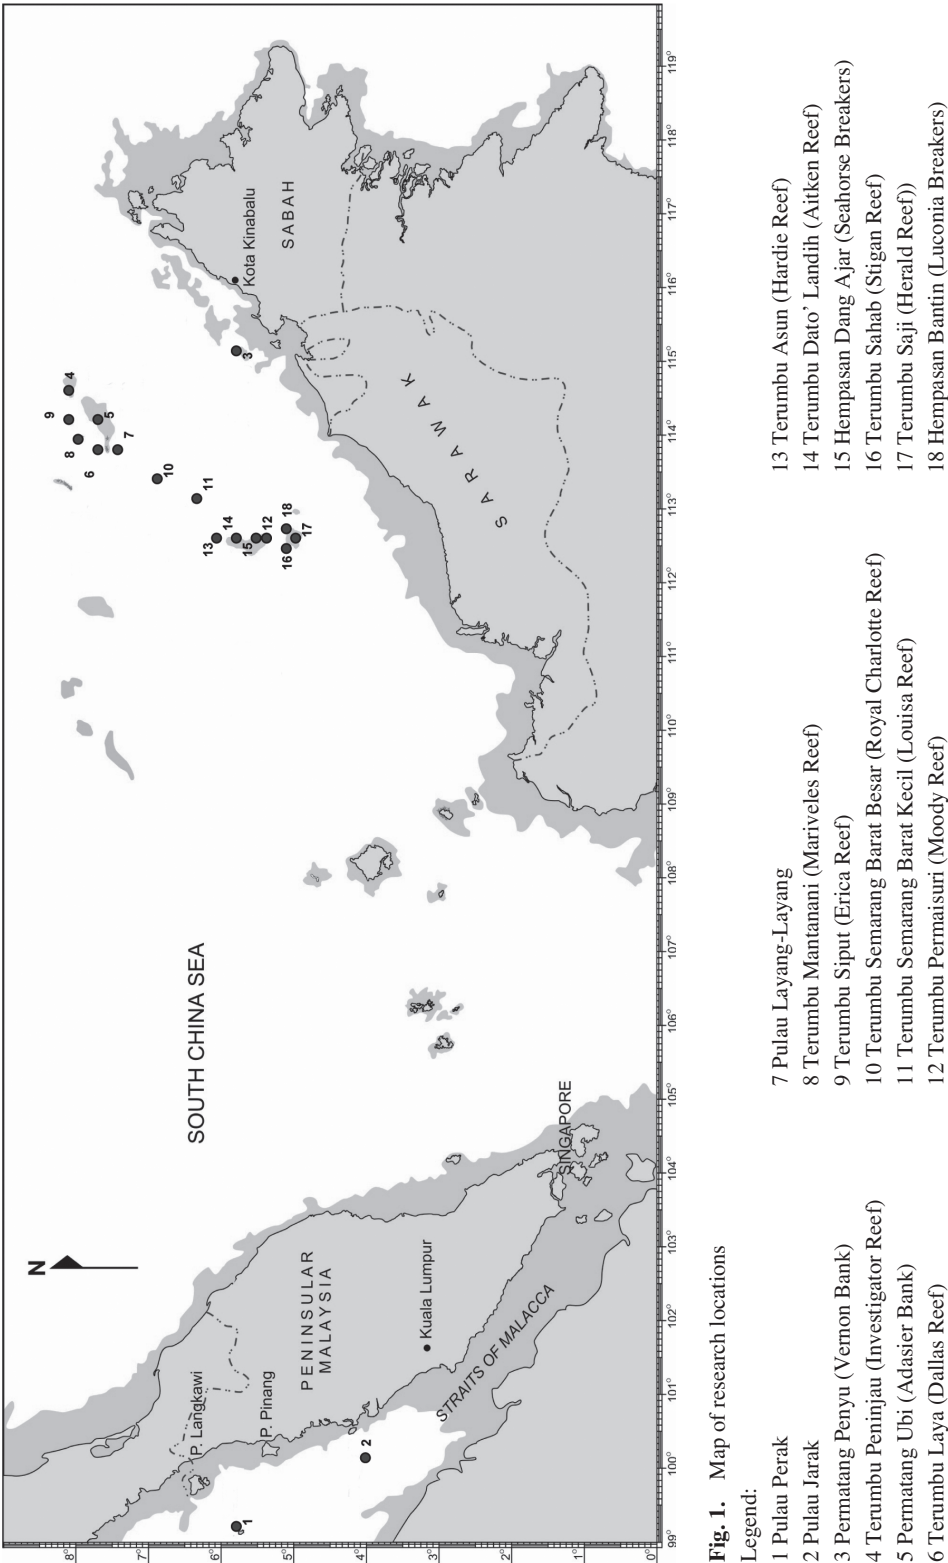 N
SOUTH CHINA SEA
PENINSULAR
MALAYSIA
P. Langkawi
P. Pinang
Kuala Lumpur
STRAITS OF MALACCA
SINGAPORE
SARAWAK
SABAH
Kota Kinabalu
1
2
3
4
5
6
7
8
9
10
11
12
13
14
15
16
17
18
8°
7°
6°
5°
4°
3°
2°
1°
0°
99°
100°
101°
102°
103°
104°
105°
106°
107°
108°
109°
110°
111°
112°
113°
114°
115°
116°
117°
118°
119°
Fig. 1. Map of research locations
Legend:
1 Pulau Perak
2 Pulau Jarak
3 Permatang Penyu (Vernon Bank)
4 Terumbu Peninjau (Investigator Reef)
5 Permatang Ubi (Adasier Bank)
6 Terumbu Laya (Dallas Reef)
7 Pulau Layang-Layang
8 Terumbu Mantanani (Mariveles Reef)
9 Terumbu Siput (Erica Reef)
10 Terumbu Semarang Barat Besar (Royal Charlotte Reef)
11 Terumbu Semarang Barat Kecil (Louisa Reef)
12 Terumbu Permaisuri (Moody Reef)
13 Terumbu Asun (Hardie Reef)
14 Terumbu Dato’ Landih (Aitken Reef)
15 Hempasan Dang Ajar (Seahorse Breakers)
16 Terumbu Sahab (Stigan Reef)
17 Terumbu Saji (Herald Reef))
18 Hempasan Bantin (Luconia Breakers)